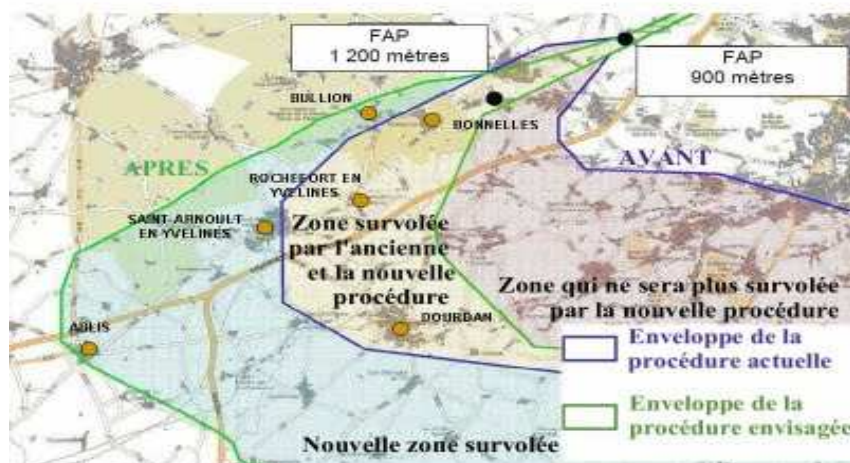 FAP
1 200 mètres
FAP
900 mètres
BULLION
BONNELLES
APRES
AVANT
ROCHEFORT EN
YVELINES
SAINT-ARNOULT
EN YVELINES
Zone survolée
par l'ancienne
et la nouvelle
procédure
Zone qui ne sera plus survolée
par la nouvelle procédure
DOURDAN
ABLIS
Enveloppe de la
procédure actuelle
Enveloppe de la
procédure envisagée
Nouvelle zone survolée